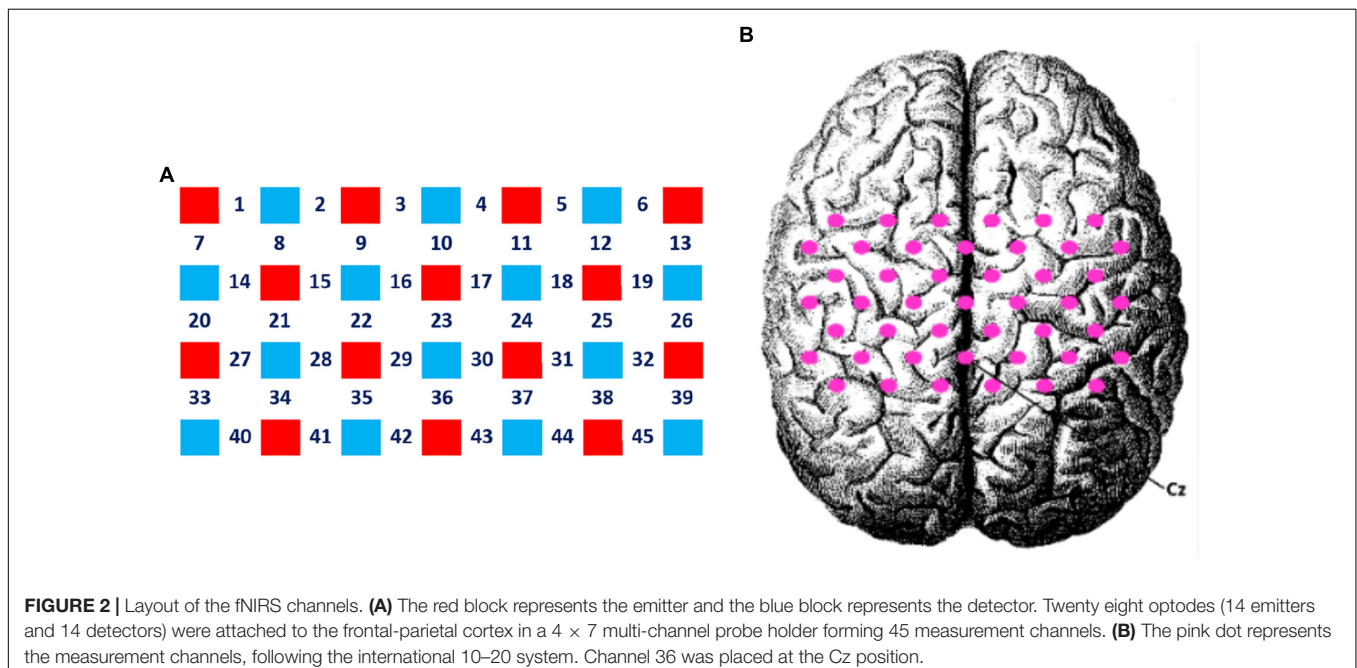 B
A
1 2 3 4 5 6
7 8 9 10 11 12 13
14 15 16 17 18 19
20 21 22 23 24 25 26
27 28 29 30 31 32
33 34 35 36 37 38 39
40 41 42 43 44 45
Cz
FIGURE 2 | Layout of the fNIRS channels. (A) The red block represents the emitter and the blue block represents the detector. Twenty eight optodes (14 emitters
and 14 detectors) were attached to the frontal-parietal cortex in a 4 × 7 multi-channel probe holder forming 45 measurement channels. (B) The pink dot represents
the measurement channels, following the international 10–20 system. Channel 36 was placed at the Cz position.